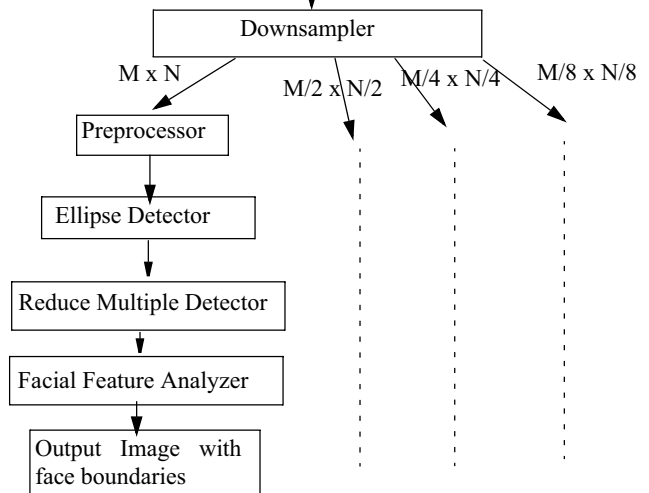 Downsampler
M x N
M/2 x N/2
M/4 x N/4
M/8 x N/8
Preprocessor
Ellipse Detector
Reduce Multiple Detector
Facial Feature Analyzer
Output Image with
face boundaries